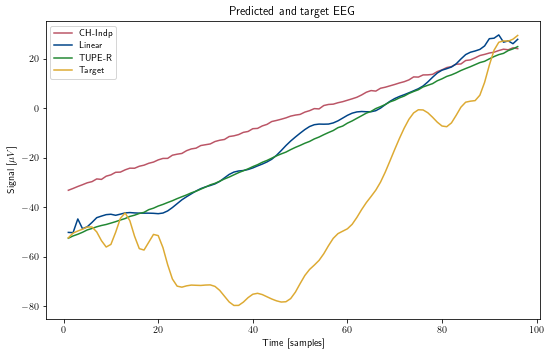 Predicted and target EEG
CH-Indp
Linear
TUPE-R
Target
Signal [μV]
20
0
−20
−40
−60
−80
0
20
40
60
80
100
Time [samples]